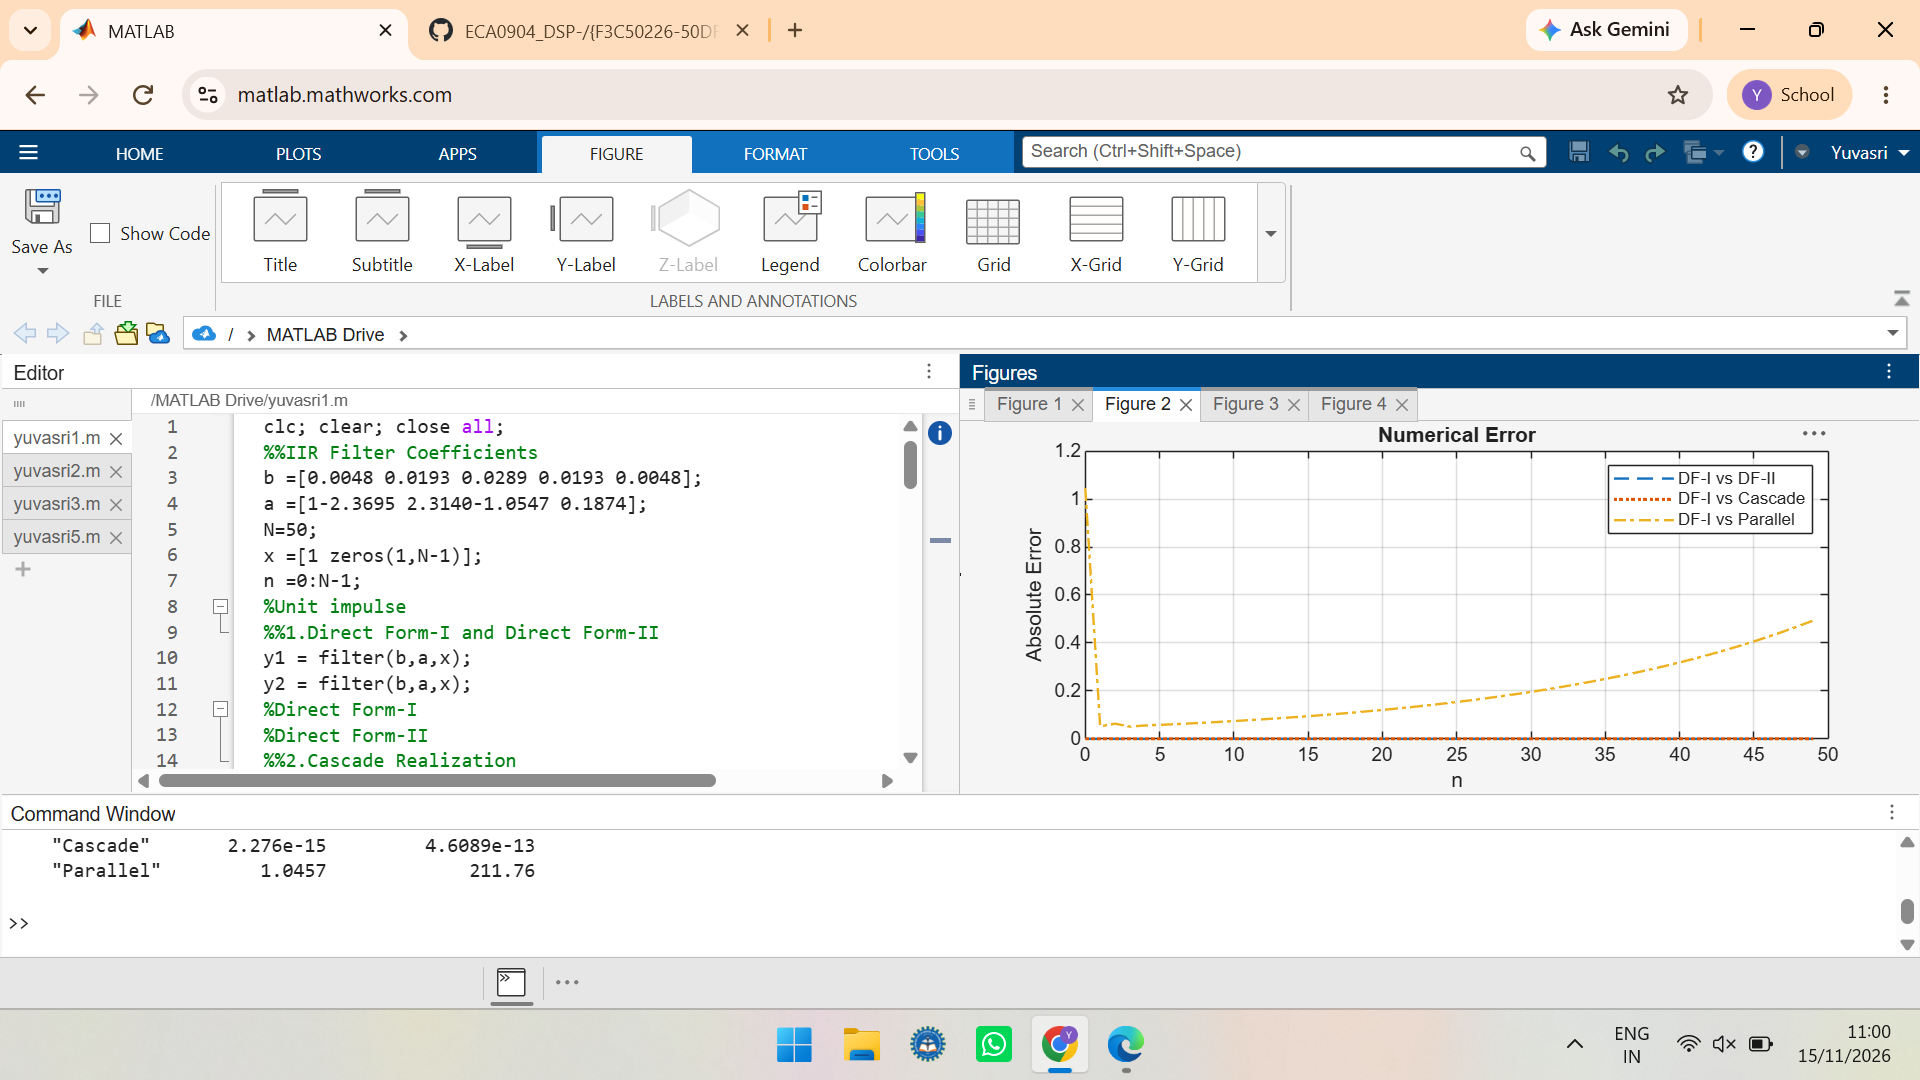 MATLAB
ECA0904_DSP-/{F3C50226-50DF
Ask Gemini
matlab.mathworks.com
Y School
HOME PLOTS APPS FIGURE FORMAT TOOLS Search (Ctrl+Shift+Space) ? Yuvasri
Save As
Show Code
Title Subtitle X-Label Y-Label Z-Label Legend Colorbar Grid X-Grid Y-Grid
FILE LABELS AND ANNOTATIONS
/ MATLAB Drive
Editor
/MATLAB Drive/yuvasri1.m
yuvasri1.m
yuvasri2.m
yuvasri3.m
yuvasri5.m
1 clc; clear; close all;
2 %%IIR Filter Coefficients
3 b =[0.0048 0.0193 0.0289 0.0193 0.0048];
4 a =[1-2.3695 2.3140-1.0547 0.1874];
5 N=50;
6 x =[1 zeros(1,N-1)];
7 n =0:N-1;
8 %Unit impulse
9 %%1.Direct Form-I and Direct Form-II
10 y1 = filter(b,a,x);
11 y2 = filter(b,a,x);
12 %Direct Form-I
13 %Direct Form-II
14 %%2.Cascade Realization
Figures
Figure 1 Figure 2 Figure 3 Figure 4
Numerical Error
DF-I vs DF-II
DF-I vs Cascade
DF-I vs Parallel
Absolute Error
1.2
1
0.8
0.6
0.4
0.2
0
0 5 10 15 20 25 30 35 40 45 50
n
Command Window
"Cascade" 2.276e-15 4.6089e-13
"Parallel" 1.0457 211.76
>>
ENG
IN
11:00
15/11/2026